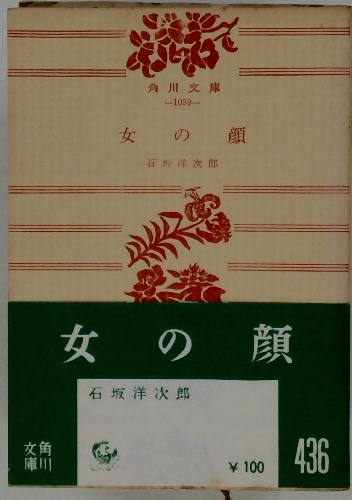 角川文庫
—1059—
女の顔
石坂洋次郎
女の顔
石坂洋次郎
角川文庫
￥100
436